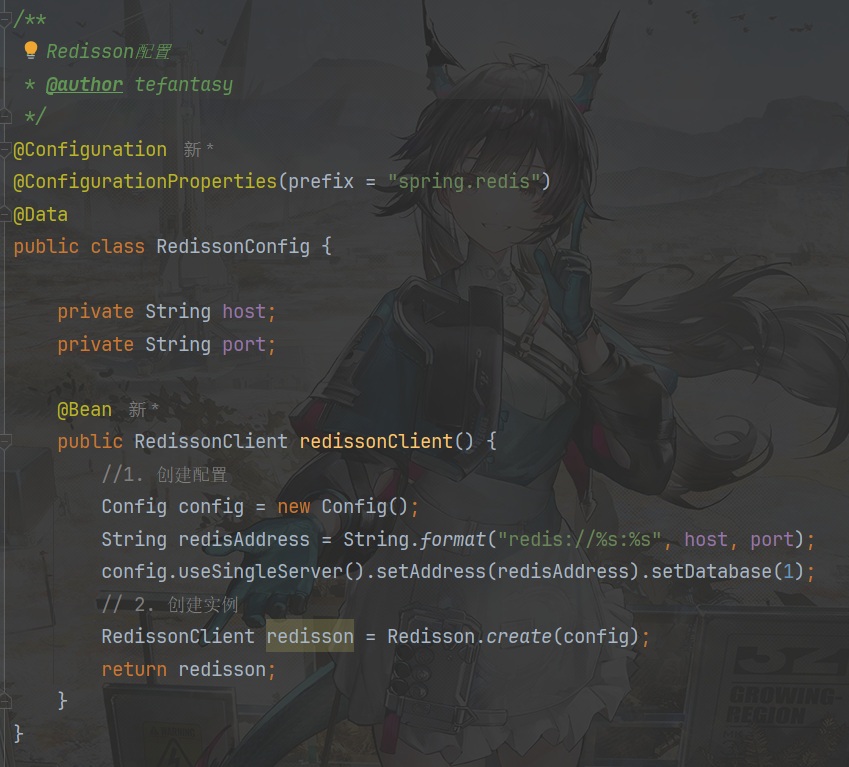 /**
Redisson配置
* @author tefantasy
*/
@Configuration 新 *
@ConfigurationProperties(prefix = "spring.redis")
@Data
public class RedissonConfig {
private String host;
private String port;
@Bean 新 *
public RedissonClient redissonClient() {
//1. 创建配置
Config config = new Config();
String redisAddress = String.format("redis://%s:%s", host, port);
config.useSingleServer().setAddress(redisAddress).setDatabase(1);
// 2. 创建实例
RedissonClient redisson = Redisson.create(config);
return redisson;
}
}
GROWING-
REGION